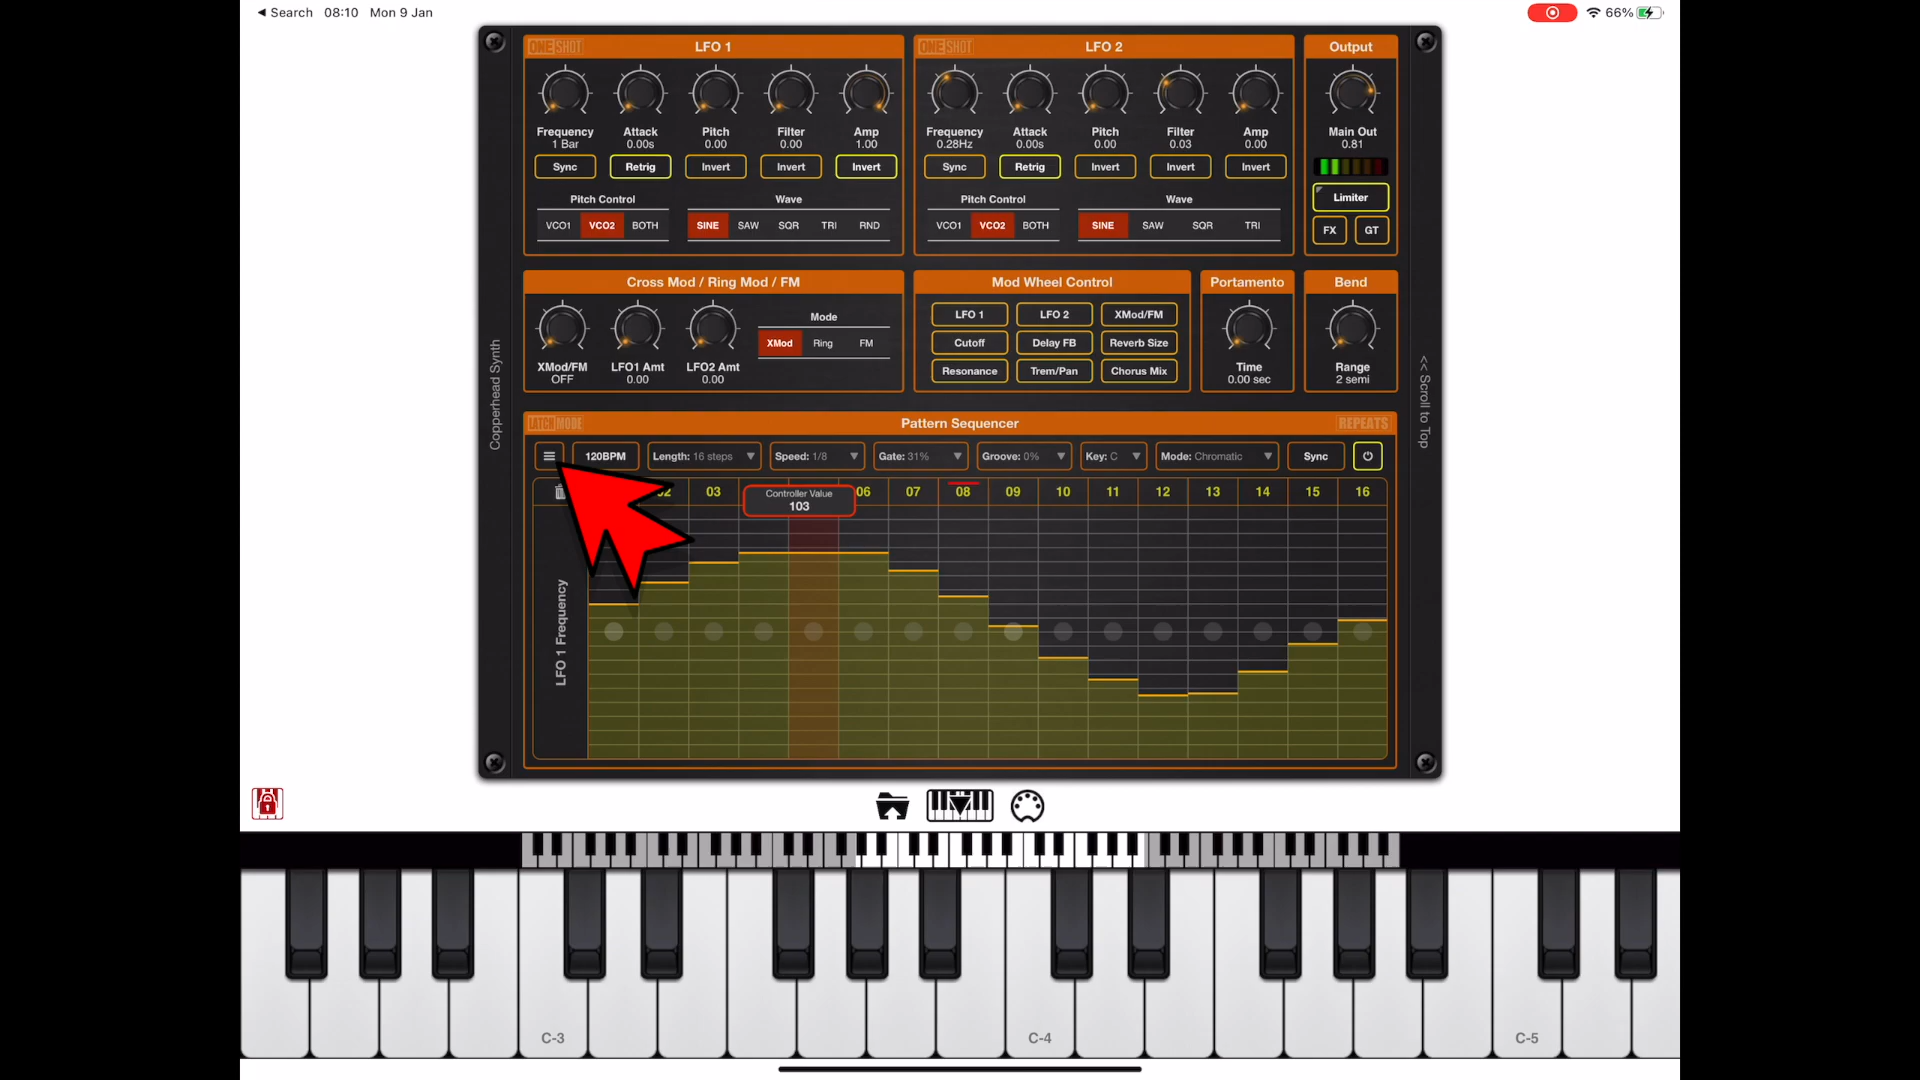 ◀ Search 08:10 Mon 9 Jan
66%
ONE SHOT
LFO 1
Frequency Attack Pitch Filter Amp
1 Bar 0.00s 0.00 0.00 1.00
Sync Retrig Invert Invert Invert
Pitch Control Wave
VCO1 VCO2 BOTH SINE SAW SQR TRI RND
ONE SHOT
LFO 2
Frequency Attack Pitch Filter Amp
0.28Hz 0.00s 0.00 0.03 0.00
Sync Retrig Invert Invert Invert
Pitch Control Wave
VCO1 VCO2 BOTH SINE SAW SQR TRI
Output
Main Out
0.81
Limiter
FX GT
Cross Mod / Ring Mod / FM
Mode
XMod Ring FM
XMod/FM LFO1 Amt LFO2 Amt
OFF 0.00 0.00
Mod Wheel Control
LFO 1 LFO 2 XMod/FM
Cutoff Delay FB Reverb Size
Resonance Trem/Pan Chorus Mix
Portamento
Time
0.00 sec
Bend
Range
2 semi
Copperhead Synth
<< Scroll to Top
LATCH MODE
Pattern Sequencer
REPEATS
120BPM Length: 16 steps Speed: 1/8 Gate: 31% Groove: 0% Key: C Mode: Chromatic Sync
02 03 06 07 08 09 10 11 12 13 14 15 16
Controller Value
103
LFO 1 Frequency
C-3 C-4 C-5